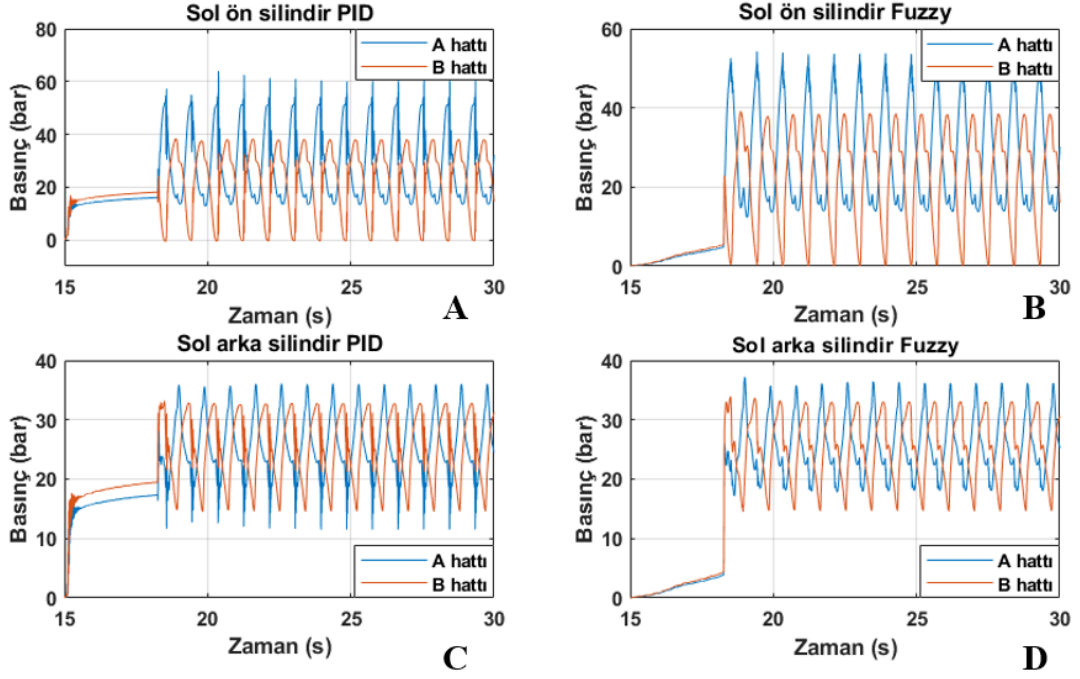 Sol ön silindir PID
80
60
40
20
0
Basınç (bar)
15
20
25
30
Zaman (s)
A hattı
B hattı
A
Sol ön silindir Fuzzy
60
40
20
0
Basınç (bar)
15
20
25
30
Zaman (s)
A hattı
B hattı
B
Sol arka silindir PID
40
30
20
10
0
Basınç (bar)
15
20
25
30
Zaman (s)
A hattı
B hattı
C
Sol arka silindir Fuzzy
40
30
20
10
0
Basınç (bar)
15
20
25
30
Zaman (s)
A hattı
B hattı
D